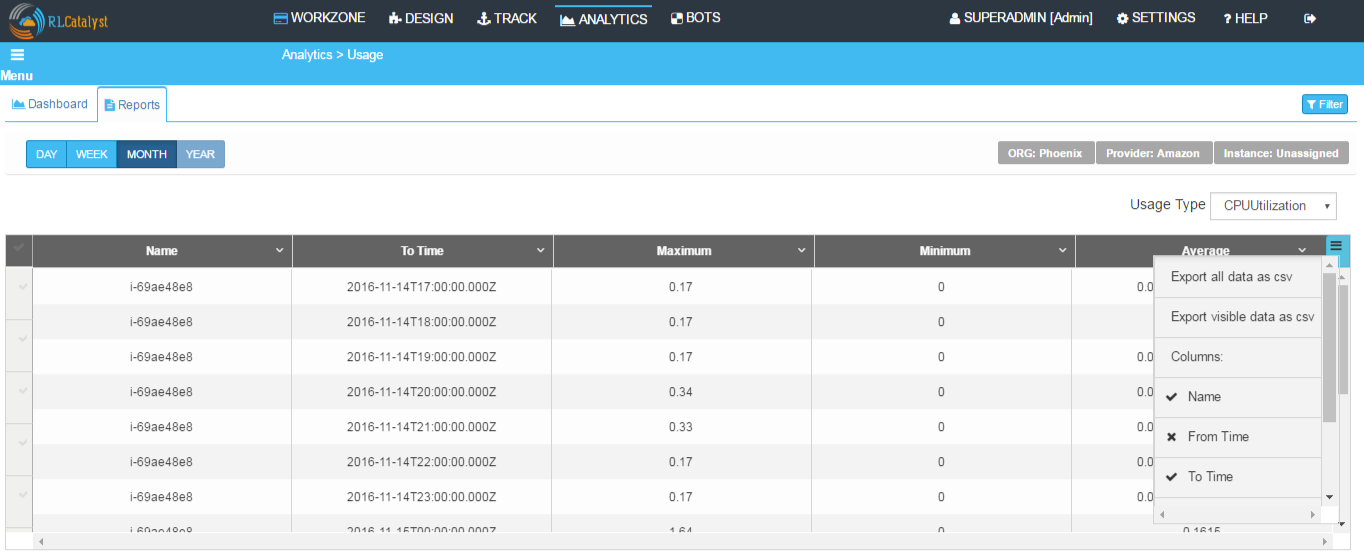 RLCatalyst WORKZONE DESIGN TRACK ANALYTICS BOTS SUPERADMIN [Admin] SETTINGS ? HELP
Analytics > Usage
Menu
Dashboard Reports Filter
DAY WEEK MONTH YEAR ORG: Phoenix Provider: Amazon Instance: Unassigned
Usage Type CPUUtilization
Name To Time Maximum Minimum Average
i-69ae48e8 2016-11-14T17:00:00.000Z 0.17 0 0.0 Export all data as csv
i-69ae48e8 2016-11-14T18:00:00.000Z 0.17 0 Export visible data as csv
i-69ae48e8 2016-11-14T19:00:00.000Z 0.17 0 0.0 Columns:
i-69ae48e8 2016-11-14T20:00:00.000Z 0.34 0 0.0 Name
i-69ae48e8 2016-11-14T21:00:00.000Z 0.33 0 0.0 From Time
i-69ae48e8 2016-11-14T22:00:00.000Z 0.17 0 0.0 To Time
i-69ae48e8 2016-11-14T23:00:00.000Z 0.17 0 0.0
i-69ae48e8 2016-11-15T00:00:00.000Z 1.64 0 0.1615